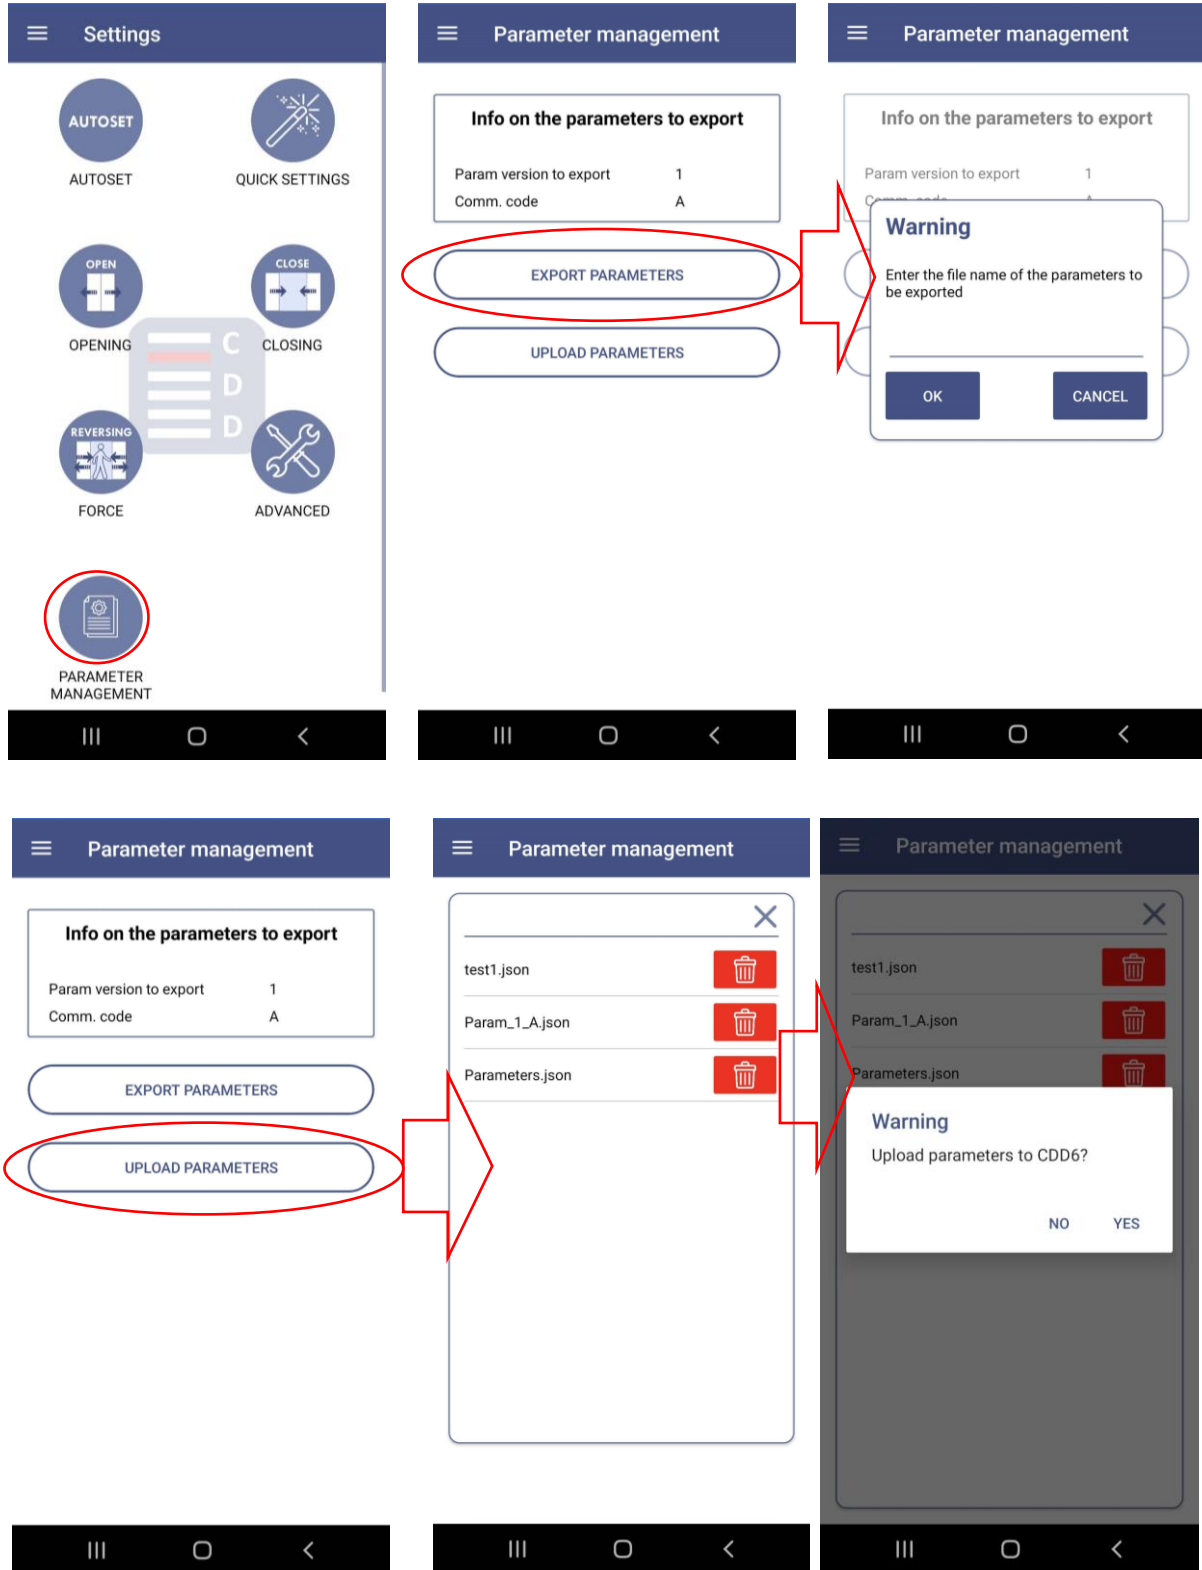 Settings
AUTOSET
AUTOSET
QUICK SETTINGS
OPEN
OPENING
CLOSE
CLOSING
C
D
D
REVERSING
FORCE
ADVANCED
PARAMETER
MANAGEMENT
Parameter management
Info on the parameters to export
Param version to export 1
Comm. code A
EXPORT PARAMETERS
UPLOAD PARAMETERS
Parameter management
Info on the parameters to export
Param version to export 1
Comm. code A
Warning
Enter the file name of the parameters to
be exported
OK CANCEL
Parameter management
Info on the parameters to export
Param version to export 1
Comm. code A
EXPORT PARAMETERS
UPLOAD PARAMETERS
Parameter management
test1.json
Param_1_A.json
Parameters.json
Parameter management
test1.json
Param_1_A.json
Parameters.json
Warning
Upload parameters to CDD6?
NO YES